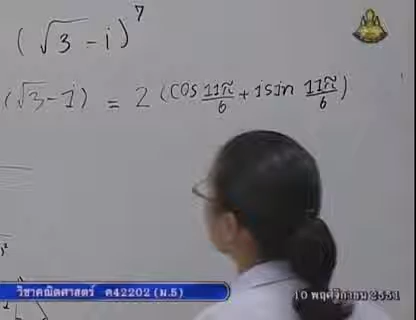 (√3 - i)⁷
(√3 - i) = 2 (cos 11π/6 + i sin 11π/6)
วิชาคณิตศาสตร์ ค42202 (ม.5)
10 พฤศจิกายน 2551